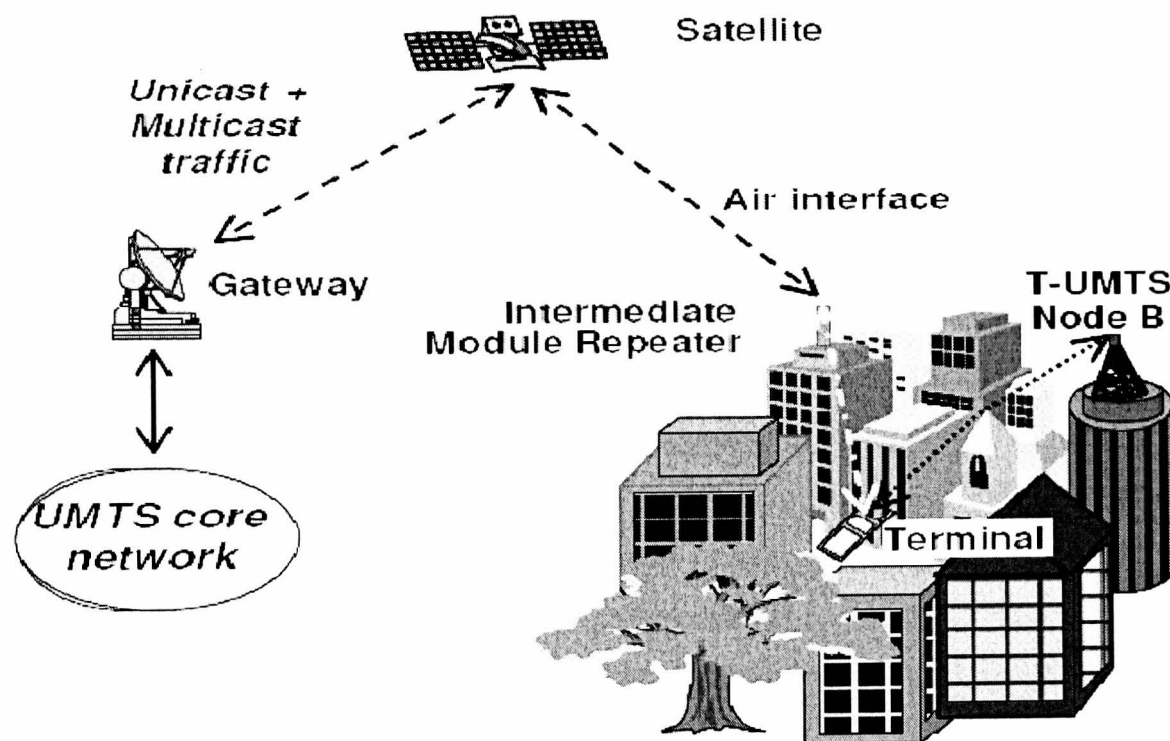 Satellite
Unicast +
Multicast
traffic
Air interface
Gateway
T-UMTS
Node B
Intermediate
Module Repeater
UMTS core
network
Terminal